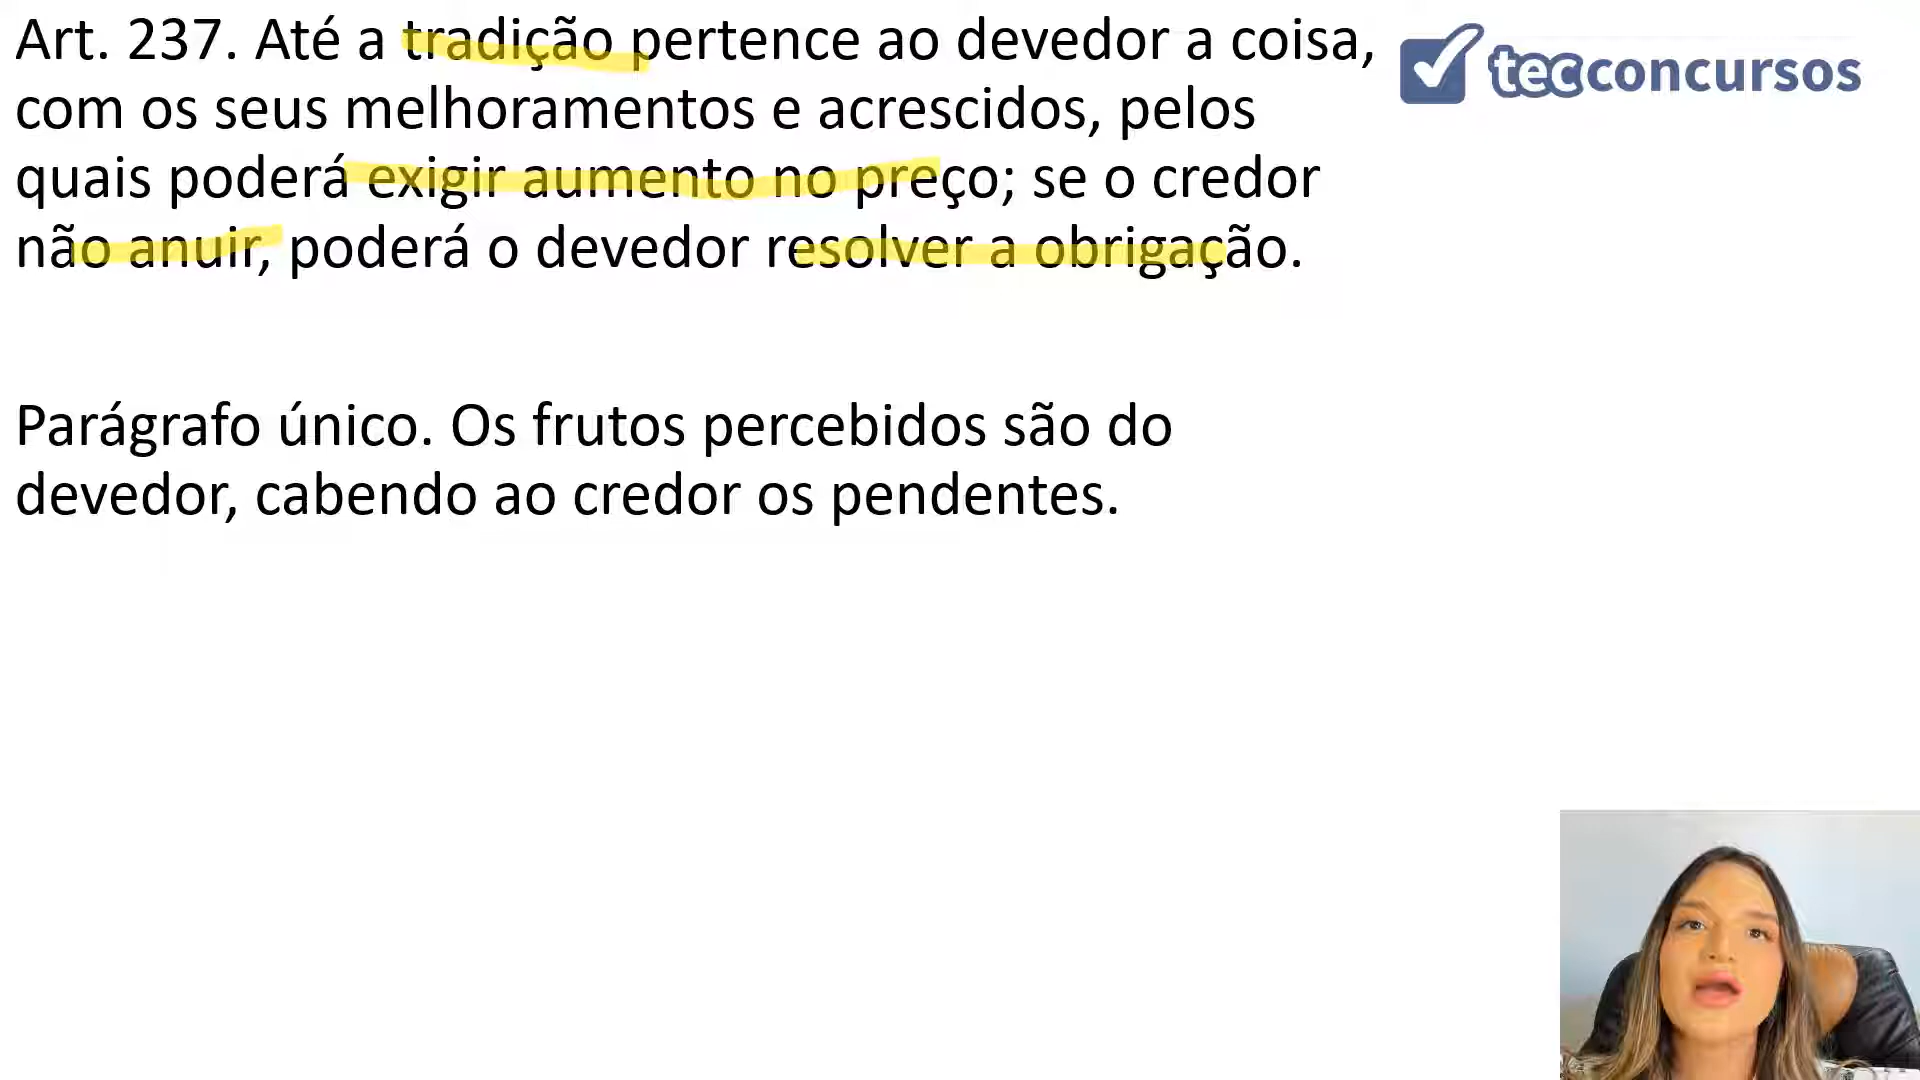 Art. 237. Até a tradição pertence ao devedor a coisa,
com os seus melhoramentos e acrescidos, pelos
quais poderá exigir aumento no preço; se o credor
não anuir, poderá o devedor resolver a obrigação.
Parágrafo único. Os frutos percebidos são do
devedor, cabendo ao credor os pendentes.
tecconcursos